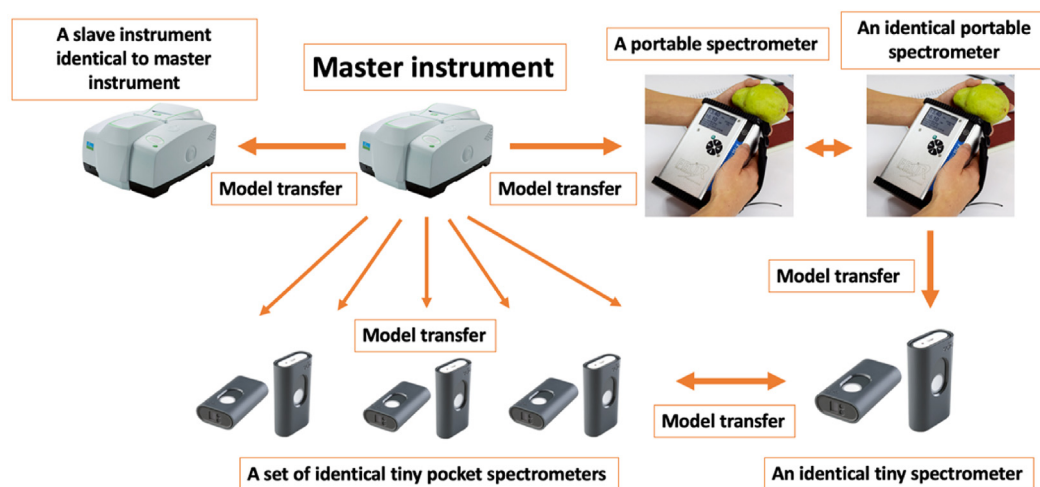 A slave instrument
identical to master
instrument
Master instrument
A portable spectrometer
An identical portable
spectrometer
Model transfer
Model transfer
Model transfer
Model transfer
Model transfer
A set of identical tiny pocket spectrometers
An identical tiny spectrometer